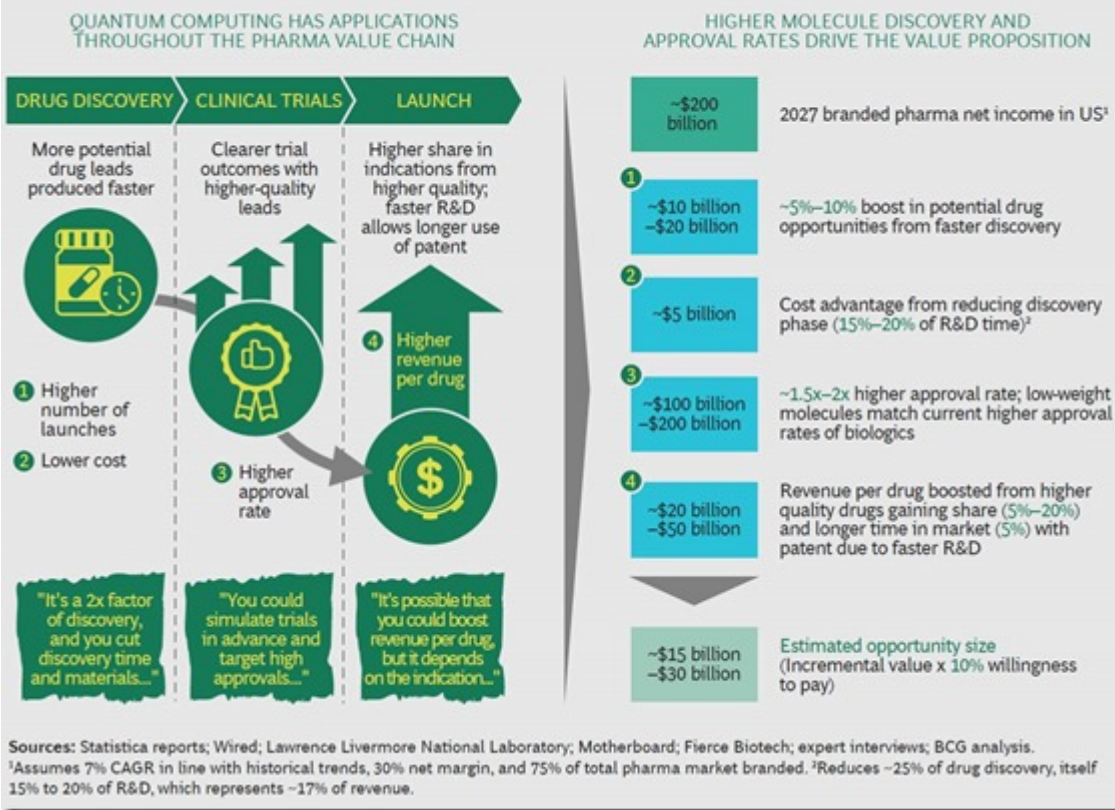 QUANTUM COMPUTING HAS APPLICATIONS
THROUGHOUT THE PHARMA VALUE CHAIN
DRUG DISCOVERY
CLINICAL TRIALS
LAUNCH
More potential
drug leads
produced faster
Clearer trial
outcomes with
higher-quality
leads
Higher share in
indications from
higher quality;
faster R&D
allows longer use
of patent
1 Higher
number of
launches
2 Lower cost
3 Higher
approval
rate
4 Higher
revenue
per drug
$
"It's a 2x factor
of discovery,
and you cut
discovery time
and materials...."
"You could
simulate trials
in advance and
target high
approvals...."
"It's possible that
you could boost
revenue per drug,
but it depends
on the indication..."
HIGHER MOLECULE DISCOVERY AND
APPROVAL RATES DRIVE THE VALUE PROPOSITION
~$200
billion
2027 branded pharma net income in US¹
1
~$10 billion
–$20 billion
~5%–10% boost in potential drug
opportunities from faster discovery
2
~$5 billion
Cost advantage from reducing discovery
phase (15%–20% of R&D time)²
3
~$100 billion
–$200 billion
~1.5x–2x higher approval rate; low-weight
molecules match current higher approval
rates of biologics
4
~$20 billion
–$50 billion
Revenue per drug boosted from higher
quality drugs gaining share (5%–20%)
and longer time in market (5%) with
patent due to faster R&D
~$15 billion
–$30 billion
Estimated opportunity size
(Incremental value x 10% willingness
to pay)
Sources: Statistica reports; Wired; Lawrence Livermore National Laboratory; Motherboard; Fierce Biotech; expert interviews; BCG analysis.
¹Assumes 7% CAGR in line with historical trends, 30% net margin, and 75% of total pharma market branded. ²Reduces ~25% of drug discovery, itself
15% to 20% of R&D, which represents ~17% of revenue.